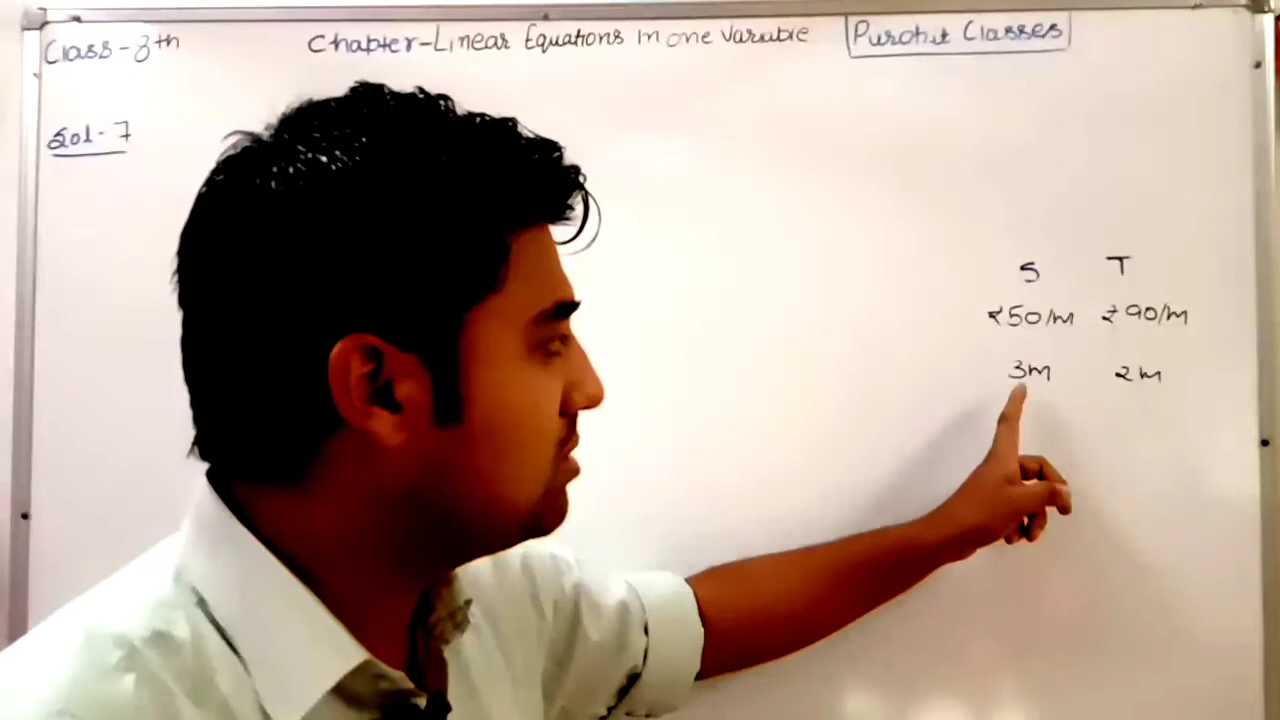 Class - 8th
Chapter-Linear Equations in one variable
Purohit Classes
Sol - 7
S T
₹50/m ₹90/m
3m 2m